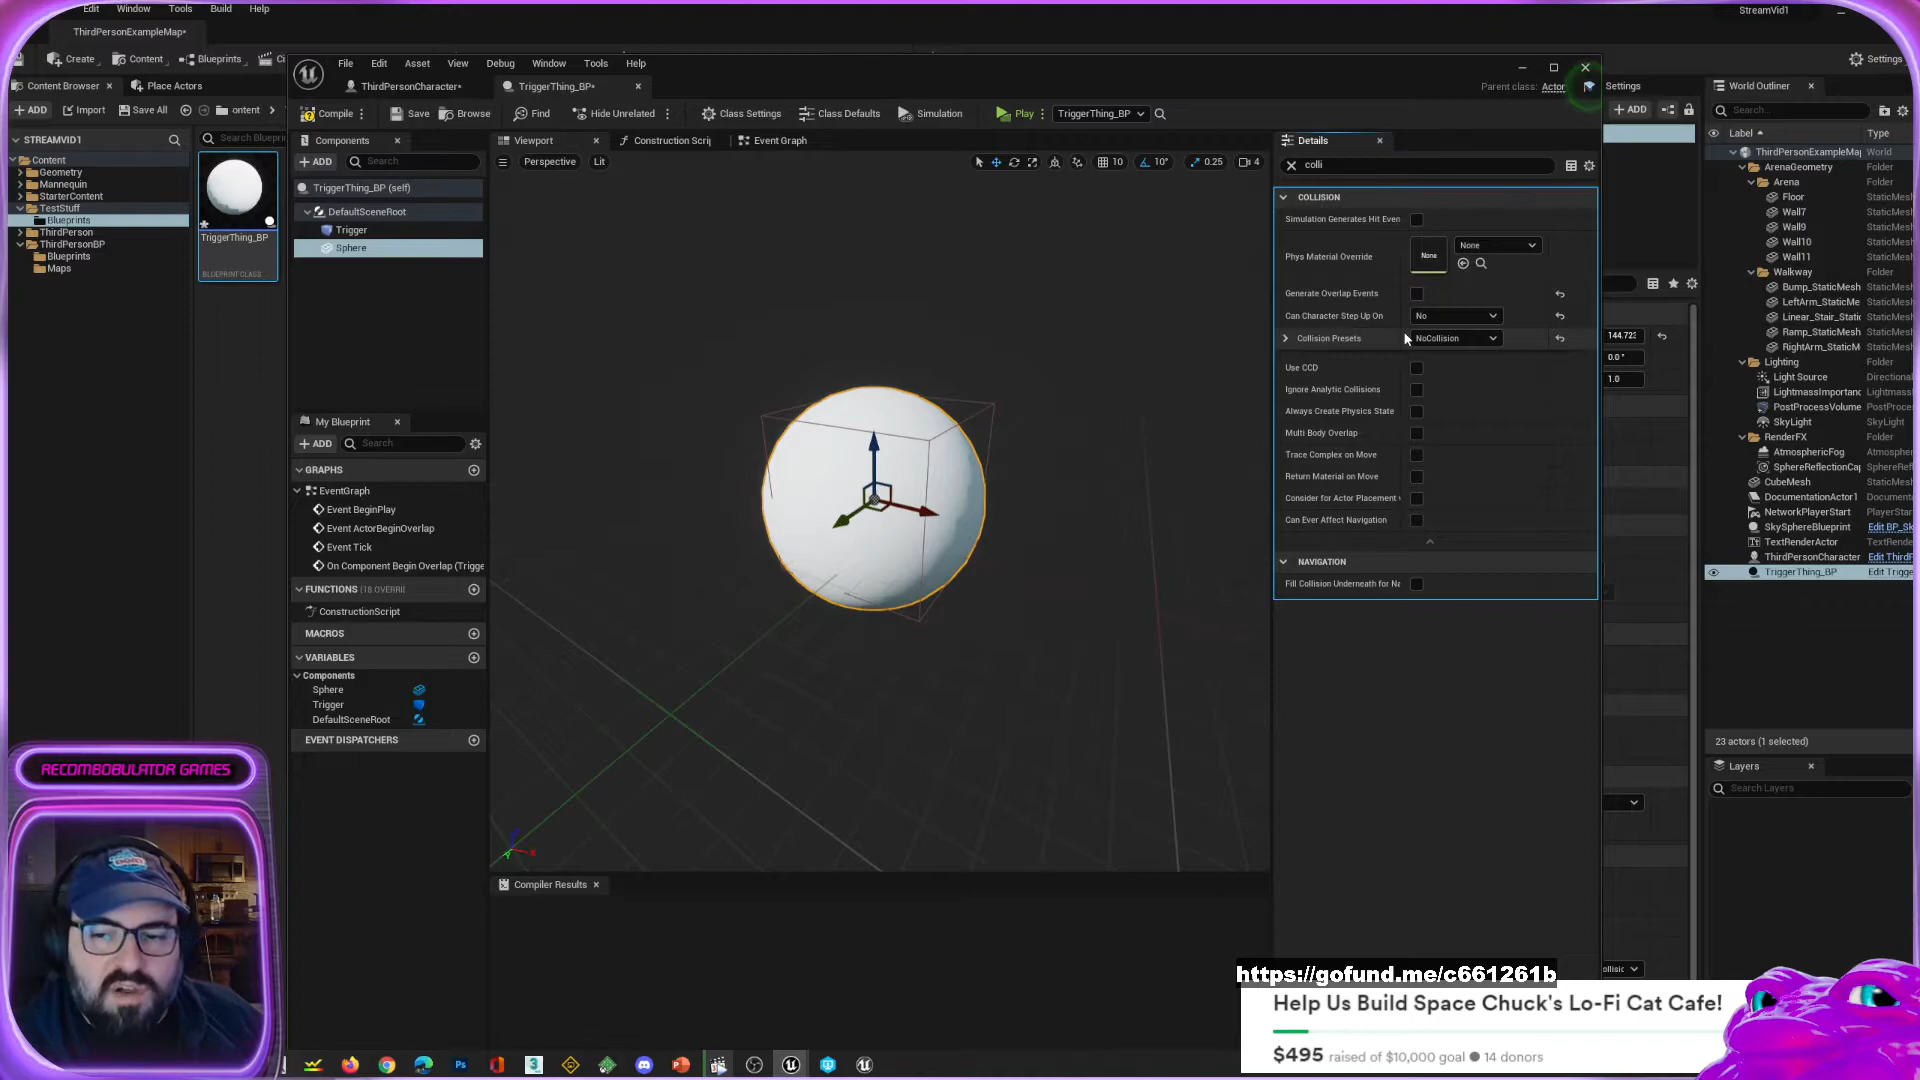 Edit Window Tools Build Help
StreamVid1
ThirdPersonExampleMap*
Create
Content
Blueprints
Settings
File Edit Asset View Debug Window Tools Help
Content Browser
Place Actors
ThirdPersonCharacter*
TriggerThing_BP*
Parent class: Actor
Settings
World Outliner
ADD
Import
Save All
ontent
Compile
Save
Browse
Find
Hide Unrelated
Class Settings
Class Defaults
Simulation
Play
TriggerThing_BP
ADD
Search...
STREAMVID1
Search Blueprin
Components
Viewport
Construction Scrip
Event Graph
Details
Label
Type
ADD
Search
Perspective
Lit
10
10°
0.25
4
colli
Content
Geometry
Mannequin
StarterContent
TestStuff
Blueprints
ThirdPerson
ThirdPersonBP
Blueprints
Maps
TriggerThing_BP
BLUEPRINT CLASS
TriggerThing_BP (self)
DefaultSceneRoot
Trigger
Sphere
COLLISION
Simulation Generates Hit Even
Phys Material Override
None
None
Generate Overlap Events
Can Character Step Up On
No
Collision Presets
NoCollision
Use CCD
Ignore Analytic Collisions
Always Create Physics State
Multi Body Overlap
Trace Complex on Move
Return Material on Move
Consider for Actor Placement
Can Ever Affect Navigation
NAVIGATION
Fill Collision Underneath for Na
144.723
0.0 °
1.0
ThirdPersonExampleMap World
ArenaGeometry Folder
Arena Folder
Floor StaticMesh
Wall7 StaticMesh
Wall9 StaticMesh
Wall10 StaticMesh
Wall11 StaticMesh
Walkway Folder
Bump_StaticMesh StaticMesh
LeftArm_StaticMe StaticMesh
Linear_Stair_Static StaticMesh
Ramp_StaticMesh StaticMesh
RightArm_StaticM StaticMesh
Lighting Folder
Light Source Directional
LightmassImportanc Lightmass
PostProcessVolume PostProce
SkyLight SkyLight
RenderFX Folder
AtmosphericFog Atmosphe
SphereReflectionCap SphereRefl
CubeMesh StaticMesh
DocumentationActor1 Document
NetworkPlayerStart PlayerStart
SkySphereBlueprint Edit BP_Sk
TextRenderActor TextRende
ThirdPersonCharacter Edit ThirdP
TriggerThing_BP Edit Trigge
23 actors (1 selected)
Layers
Search Layers
My Blueprint
ADD
Search
GRAPHS
EventGraph
Event BeginPlay
Event ActorBeginOverlap
Event Tick
On Component Begin Overlap (Trigge
FUNCTIONS (18 OVERRI
ConstructionScript
MACROS
VARIABLES
Components
Sphere
Trigger
DefaultSceneRoot
EVENT DISPATCHERS
Compiler Results
RECOMBOBULATOR GAMES
https://gofund.me/c661261b
Help Us Build Space Chuck's Lo-Fi Cat Cafe!
$495 raised of $10,000 goal ● 14 donors